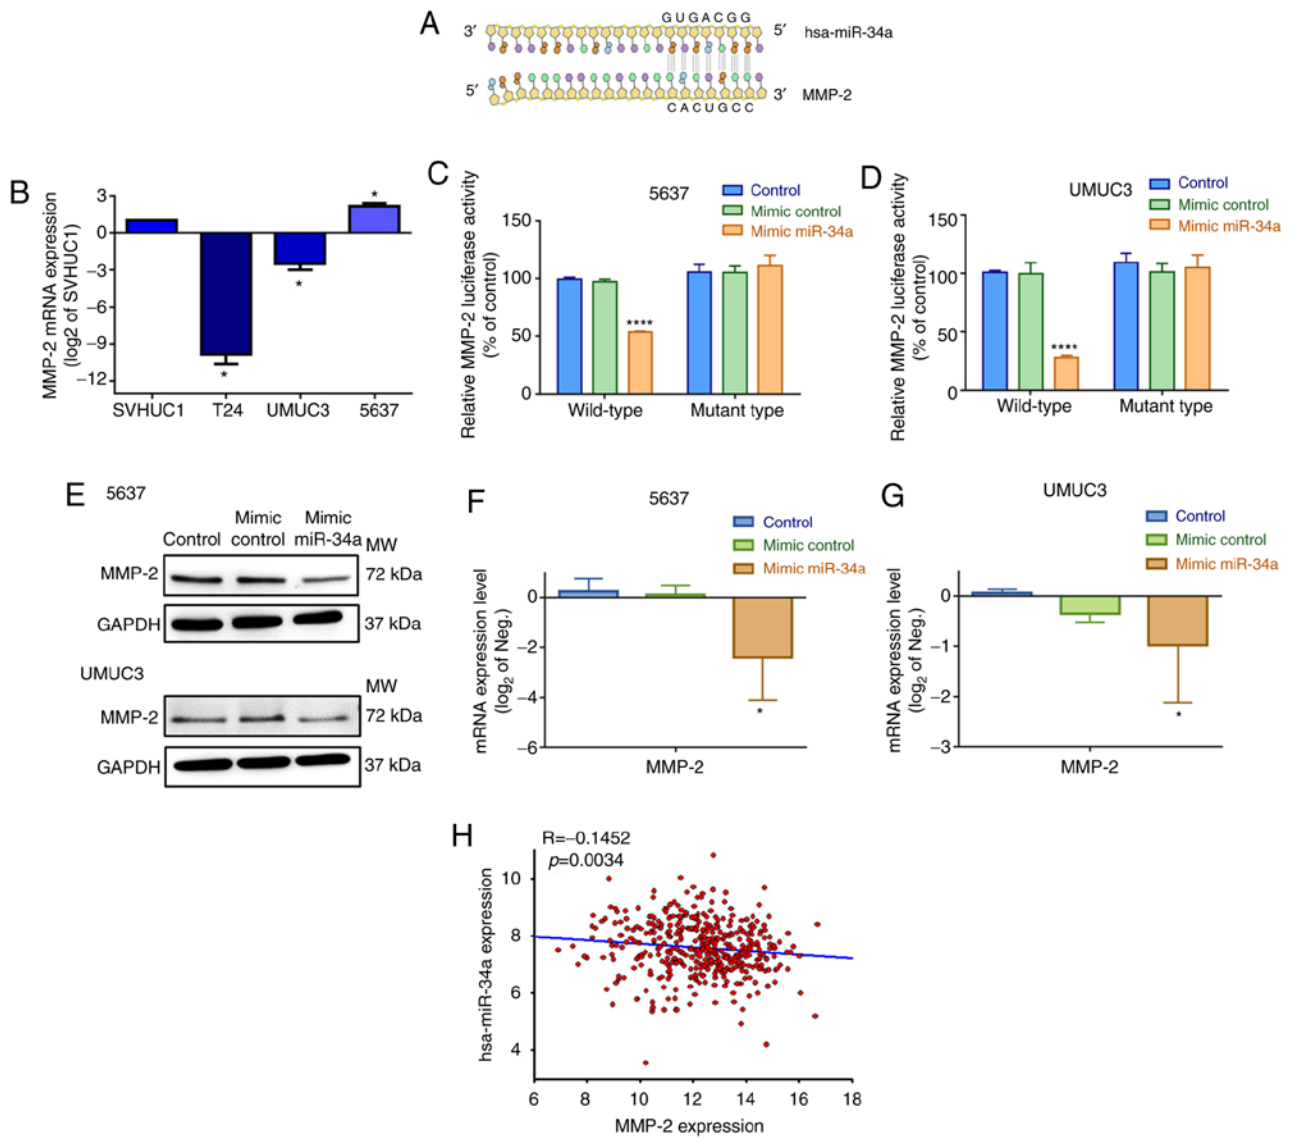 A
G U G A C G G
3′ 5′ hsa-miR-34a
5′ 3′ MMP-2
C A C U G C C
B
MMP-2 mRNA expression
(log2 of SVHUC1)
3
0
−3
−6
−9
−12
*
*
*
SVHUC1 T24 UMUC3 5637
C
5637
Control
Mimic control
Mimic miR-34a
Relative MMP-2 luciferase activity
(% of control)
150
100
50
0
****
Wild-type Mutant type
D
UMUC3
Control
Mimic control
Mimic miR-34a
Relative MMP-2 luciferase activity
(% of control)
150
100
50
0
****
Wild-type Mutant type
E
5637
Control Mimic control Mimic miR-34a MW
MMP-2 72 kDa
GAPDH 37 kDa
UMUC3
MW
MMP-2 72 kDa
GAPDH 37 kDa
F
5637
Control
Mimic control
Mimic miR-34a
mRNA expression level
(log2 of Neg.)
0
−2
−4
−6
*
MMP-2
G
UMUC3
Control
Mimic control
Mimic miR-34a
mRNA expression level
(log2 of Neg.)
0
−1
−2
−3
*
MMP-2
H
R=−0.1452
p=0.0034
hsa-miR-34a expression
10
8
6
4
6 8 10 12 14 16 18
MMP-2 expression